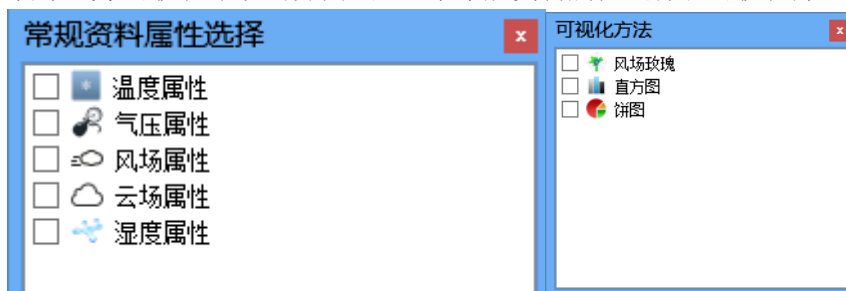 常规资料属性选择
温度属性
气压属性
风场属性
云场属性
湿度属性
可视化方法
风场玫瑰
直方图
饼图